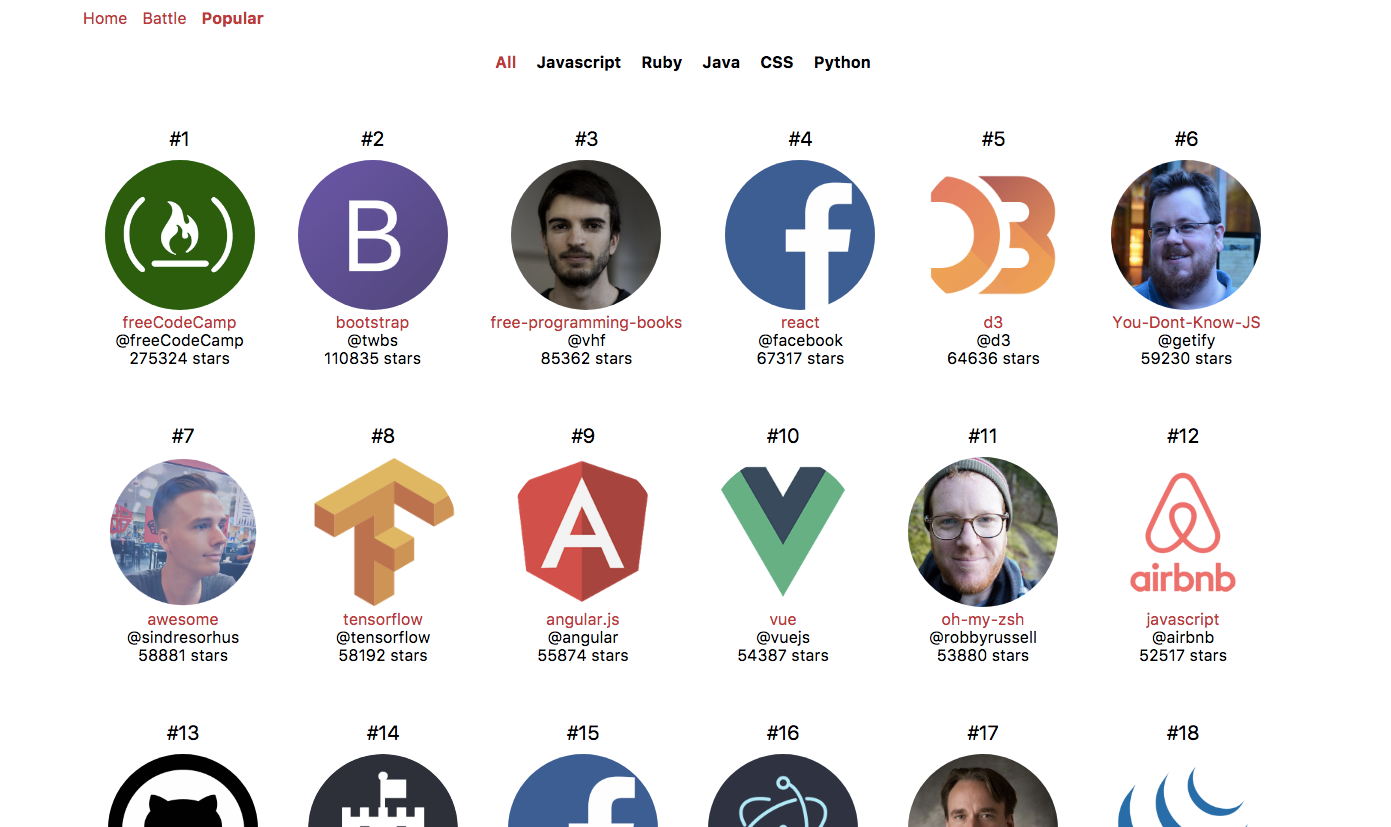 Home Battle Popular
All Javascript Ruby Java CSS Python
#1 #2 #3 #4 #5 #6
B
freeCodeCamp bootstrap free-programming-books react d3 You-Dont-Know-JS
@freeCodeCamp @twbs @vhf @facebook @d3 @getify
275324 stars 110835 stars 85362 stars 67317 stars 64636 stars 59230 stars
#7 #8 #9 #10 #11 #12
A
airbnb
awesome tensorflow angular.js vue oh-my-zsh javascript
@sindresorhus @tensorflow @angular @vuejs @robbyrussell @airbnb
58881 stars 58192 stars 55874 stars 54387 stars 53880 stars 52517 stars
#13 #14 #15 #16 #17 #18